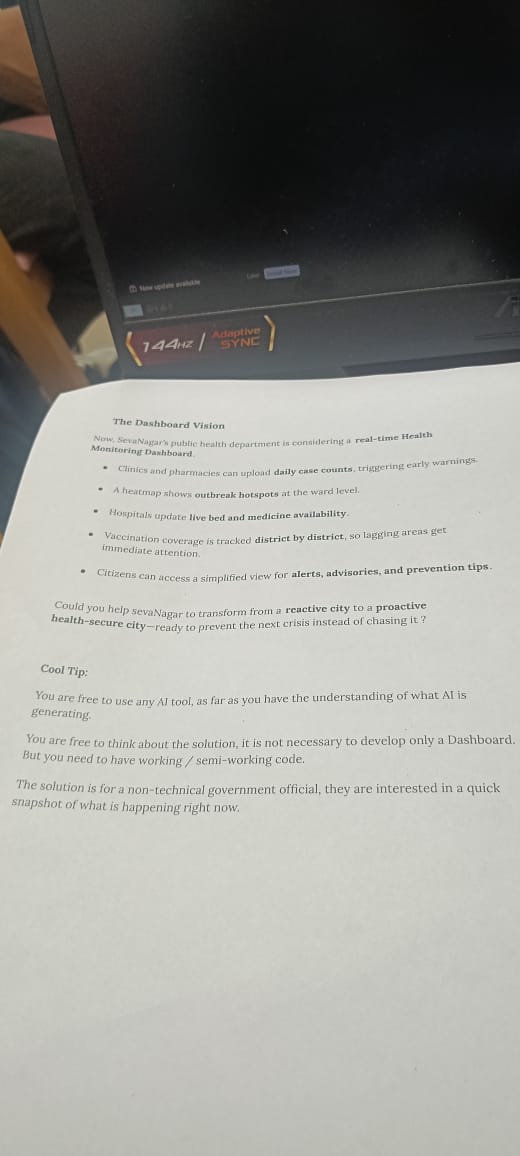 New update available
Later
144HZ
Adaptive
SYNC
The Dashboard Vision
Now, SevaNagar's public health department is considering a real-time Health
Monitoring Dashboard.
• Clinics and pharmacies can upload daily case counts, triggering early warnings.
• A heatmap shows outbreak hotspots at the ward level.
• Hospitals update live bed and medicine availability.
• Vaccination coverage is tracked district by district, so lagging areas get
immediate attention.
• Citizens can access a simplified view for alerts, advisories, and prevention tips.
Could you help sevaNagar to transform from a reactive city to a proactive
health-secure city—ready to prevent the next crisis instead of chasing it ?
Cool Tip:
You are free to use any AI tool, as far as you have the understanding of what AI is
generating.
You are free to think about the solution, it is not necessary to develop only a Dashboard.
But you need to have working / semi-working code.
The solution is for a non-technical government official, they are interested in a quick
snapshot of what is happening right now.